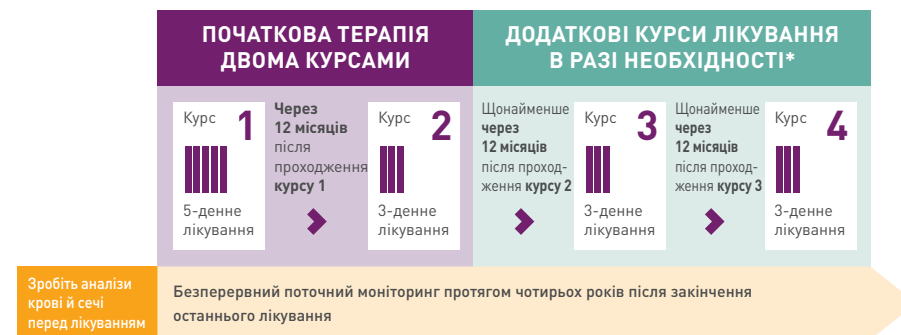 ПОЧАТКОВА ТЕРАПІЯ
ДВОМА КУРСАМИ
ДОДАТКОВІ КУРСИ ЛІКУВАННЯ
В РАЗІ НЕОБХІДНОСТІ*
Курс 1
5-денне
лікування
Через
12 місяців
після
проходження
курсу 1
Курс 2
3-денне
лікування
Щонайменше
через
12 місяців
після проход-
ження курсу 2
Курс 3
3-денне
лікування
Щонайменше
через
12 місяців
після проход-
ження курсу 3
Курс 4
3-денне
лікування
Зробіть аналізи
крові й сечі
перед лікуванням
Безперервний поточний моніторинг протягом чотирьох років після закінчення
останнього лікування